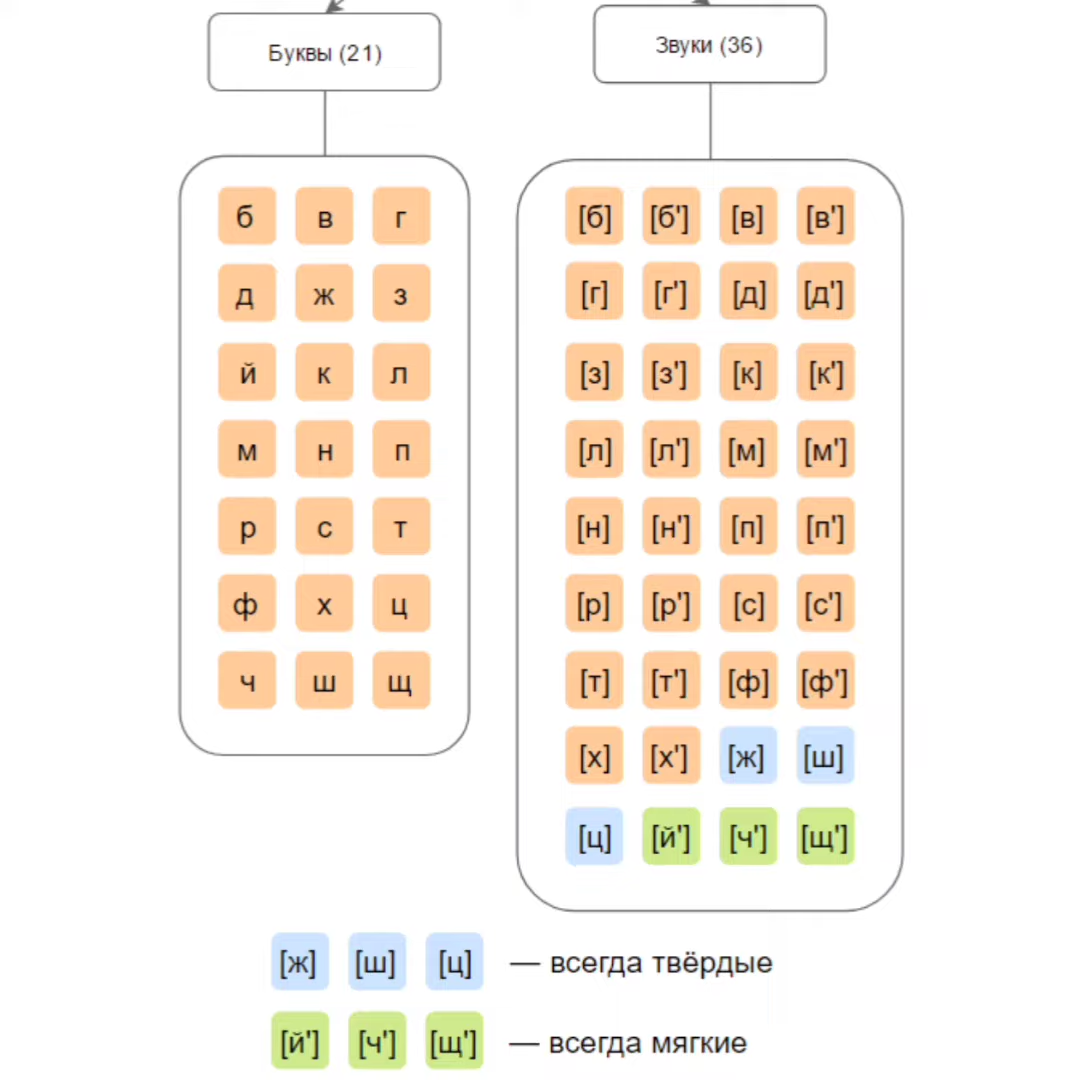 Буквы (21)
Звуки (36)
б в г
д ж з
й к л
м н п
р с т
ф х ц
ч ш щ
[б] [б'] [в] [в']
[г] [г'] [д] [д']
[з] [з'] [к] [к']
[л] [л'] [м] [м']
[н] [н'] [п] [п']
[р] [р'] [с] [с']
[т] [т'] [ф] [ф']
[х] [х'] [ж] [ш]
[ц] [й'] [ч'] [щ']
[ж] [ш] [ц] — всегда твёрдые
[й'] [ч'] [щ'] — всегда мягкие